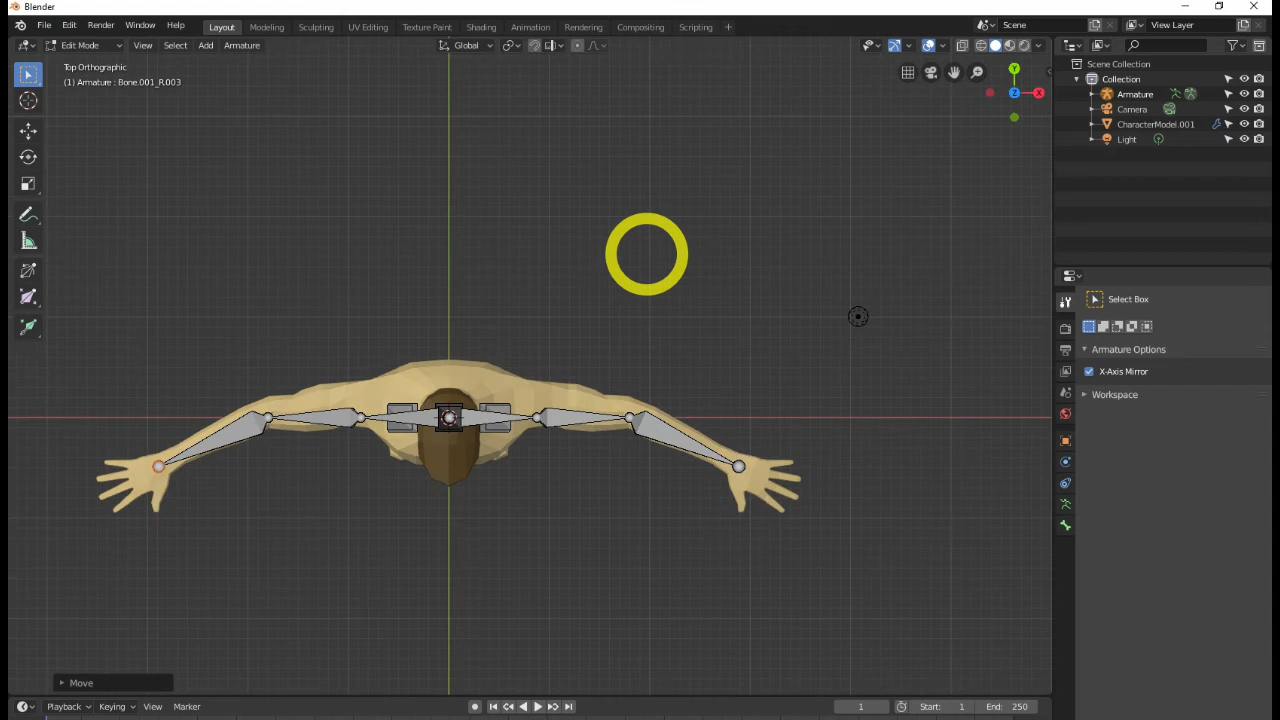 Blender
File Edit Render Window Help Layout Modeling Sculpting UV Editing Texture Paint Shading Animation Rendering Compositing Scripting + Scene View Layer
Edit Mode View Select Add Armature Global
Top Orthographic
(1) Armature : Bone.001_R.003
Y
Z X
Scene Collection
Collection
Armature
Camera
CharacterModel.001
Light
Select Box
Armature Options
X-Axis Mirror
Workspace
Move
Playback Keying View Marker 1 Start: 1 End: 250